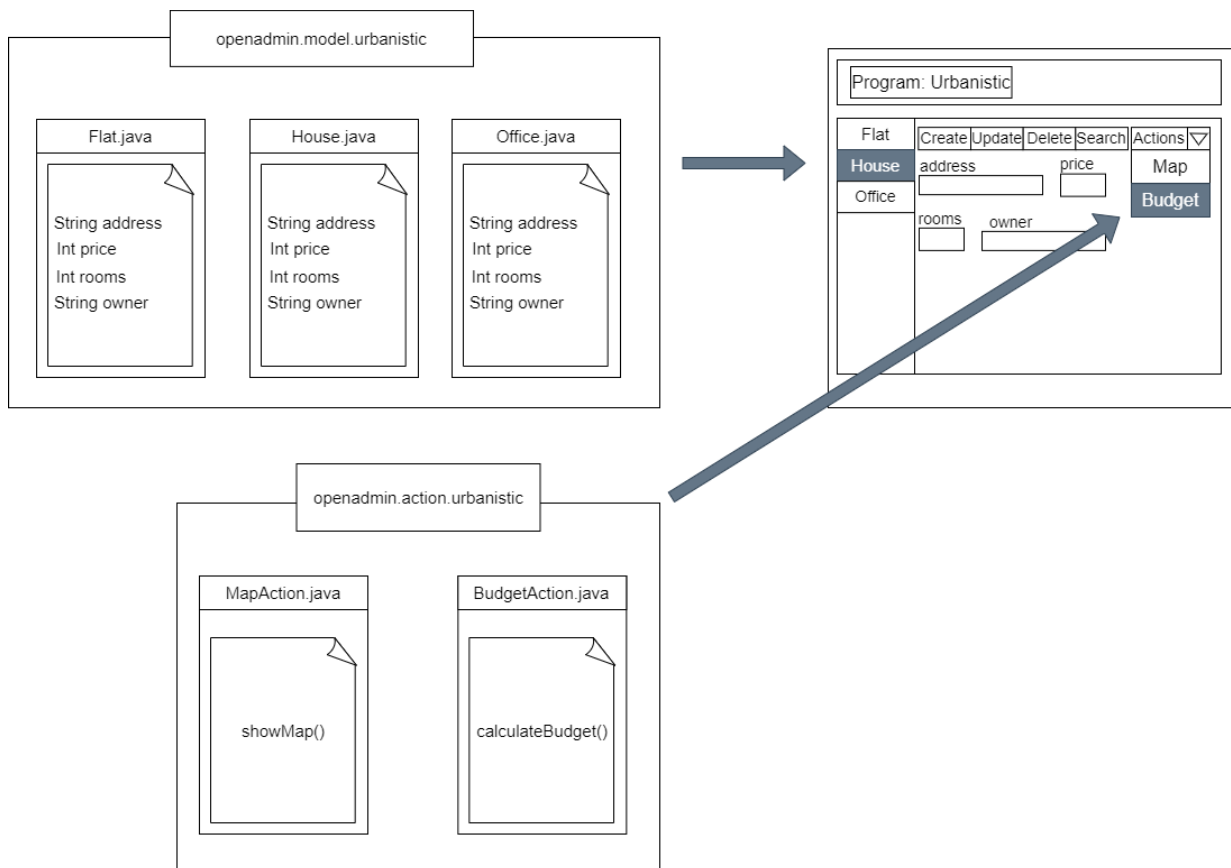 openadmin.model.urbanistic
Flat.java
String address
Int price
Int rooms
String owner
House.java
String address
Int price
Int rooms
String owner
Office.java
String address
Int price
Int rooms
String owner
Program: Urbanistic
Flat
House
Office
Create Update Delete Search Actions
Map
Budget
address price
rooms owner
openadmin.action.urbanistic
MapAction.java
showMap()
BudgetAction.java
calculateBudget()